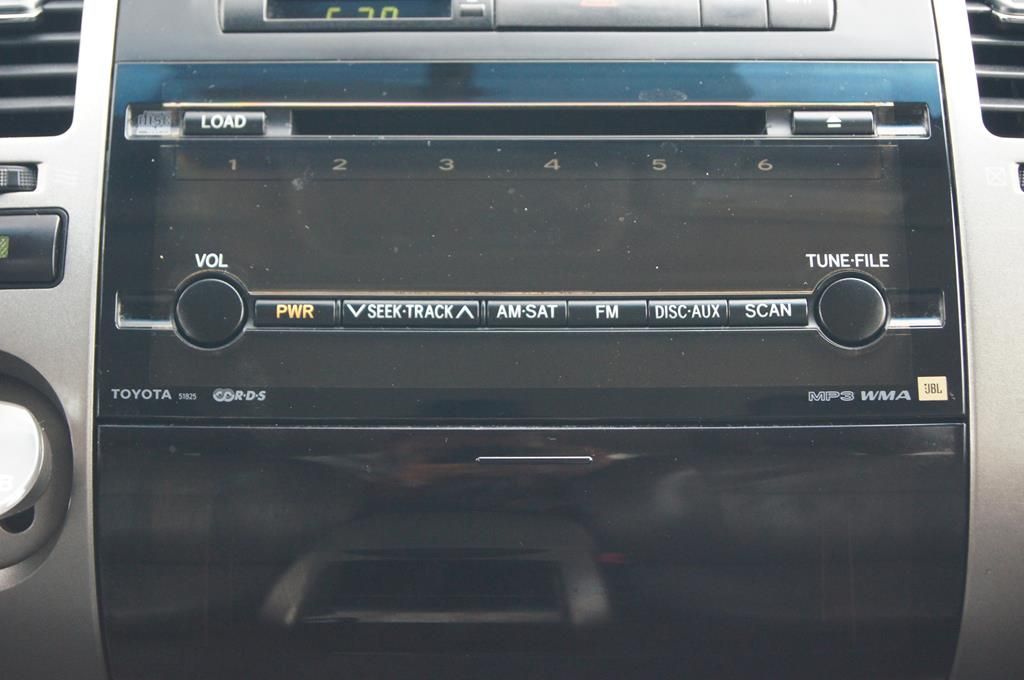 disc
LOAD
1 2 3 4 5 6
VOL TUNE·FILE
PWR SEEK·TRACK AM·SAT FM DISC·AUX SCAN
TOYOTA 51825 R·D·S MP3 WMA JBL
B